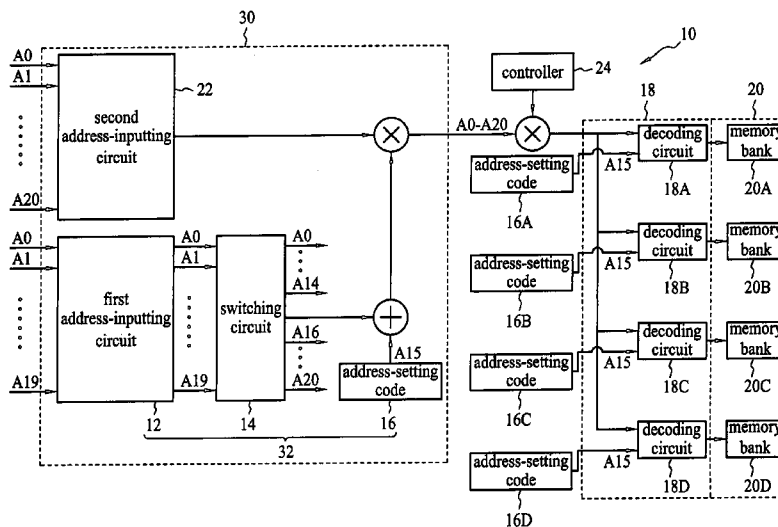 30
10
A0
A1
22
second
address-inputting
circuit
A20
controller
24
A0-A20
18
20
decoding
circuit
memory
bank
A15
18A
20A
address-setting
code
16A
decoding
circuit
memory
bank
A15
18B
20B
address-setting
code
16B
A0
A1
first
address-inputting
circuit
A19
12
A0
A1
A19
switching
circuit
14
A0
A14
A16
A20
A15
address-setting
code
16
32
decoding
circuit
memory
bank
A15
18C
20C
address-setting
code
16C
decoding
circuit
memory
bank
A15
18D
20D
address-setting
code
16D